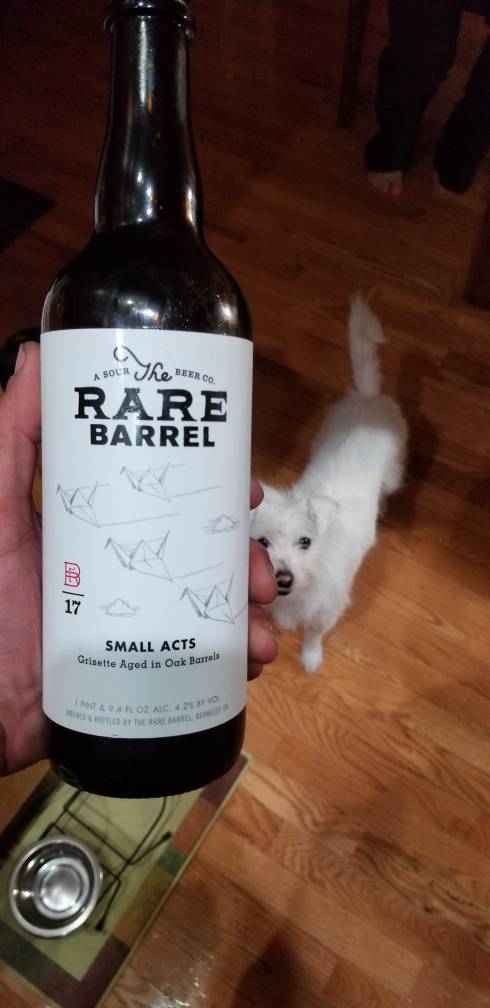 A SOUR The BEER CO.
RARE
BARREL
B
17
SMALL ACTS
Grisette Aged in Oak Barrels
1 PINT & 9.4 FL OZ ALC. 4.2% BY VOL.
BREWED & BOTTLED BY THE RARE BARREL, BERKELEY CA